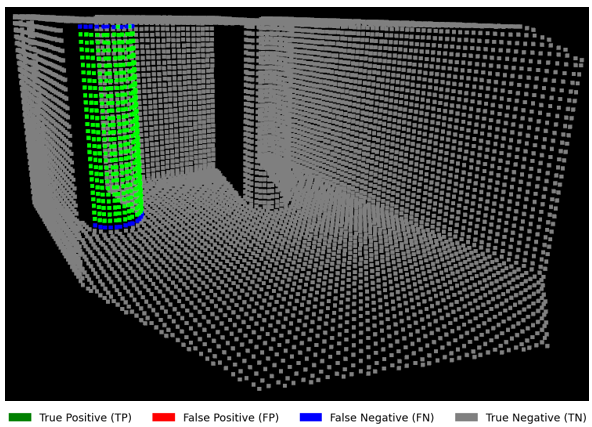 True Positive (TP) False Positive (FP) False Negative (FN) True Negative (TN)